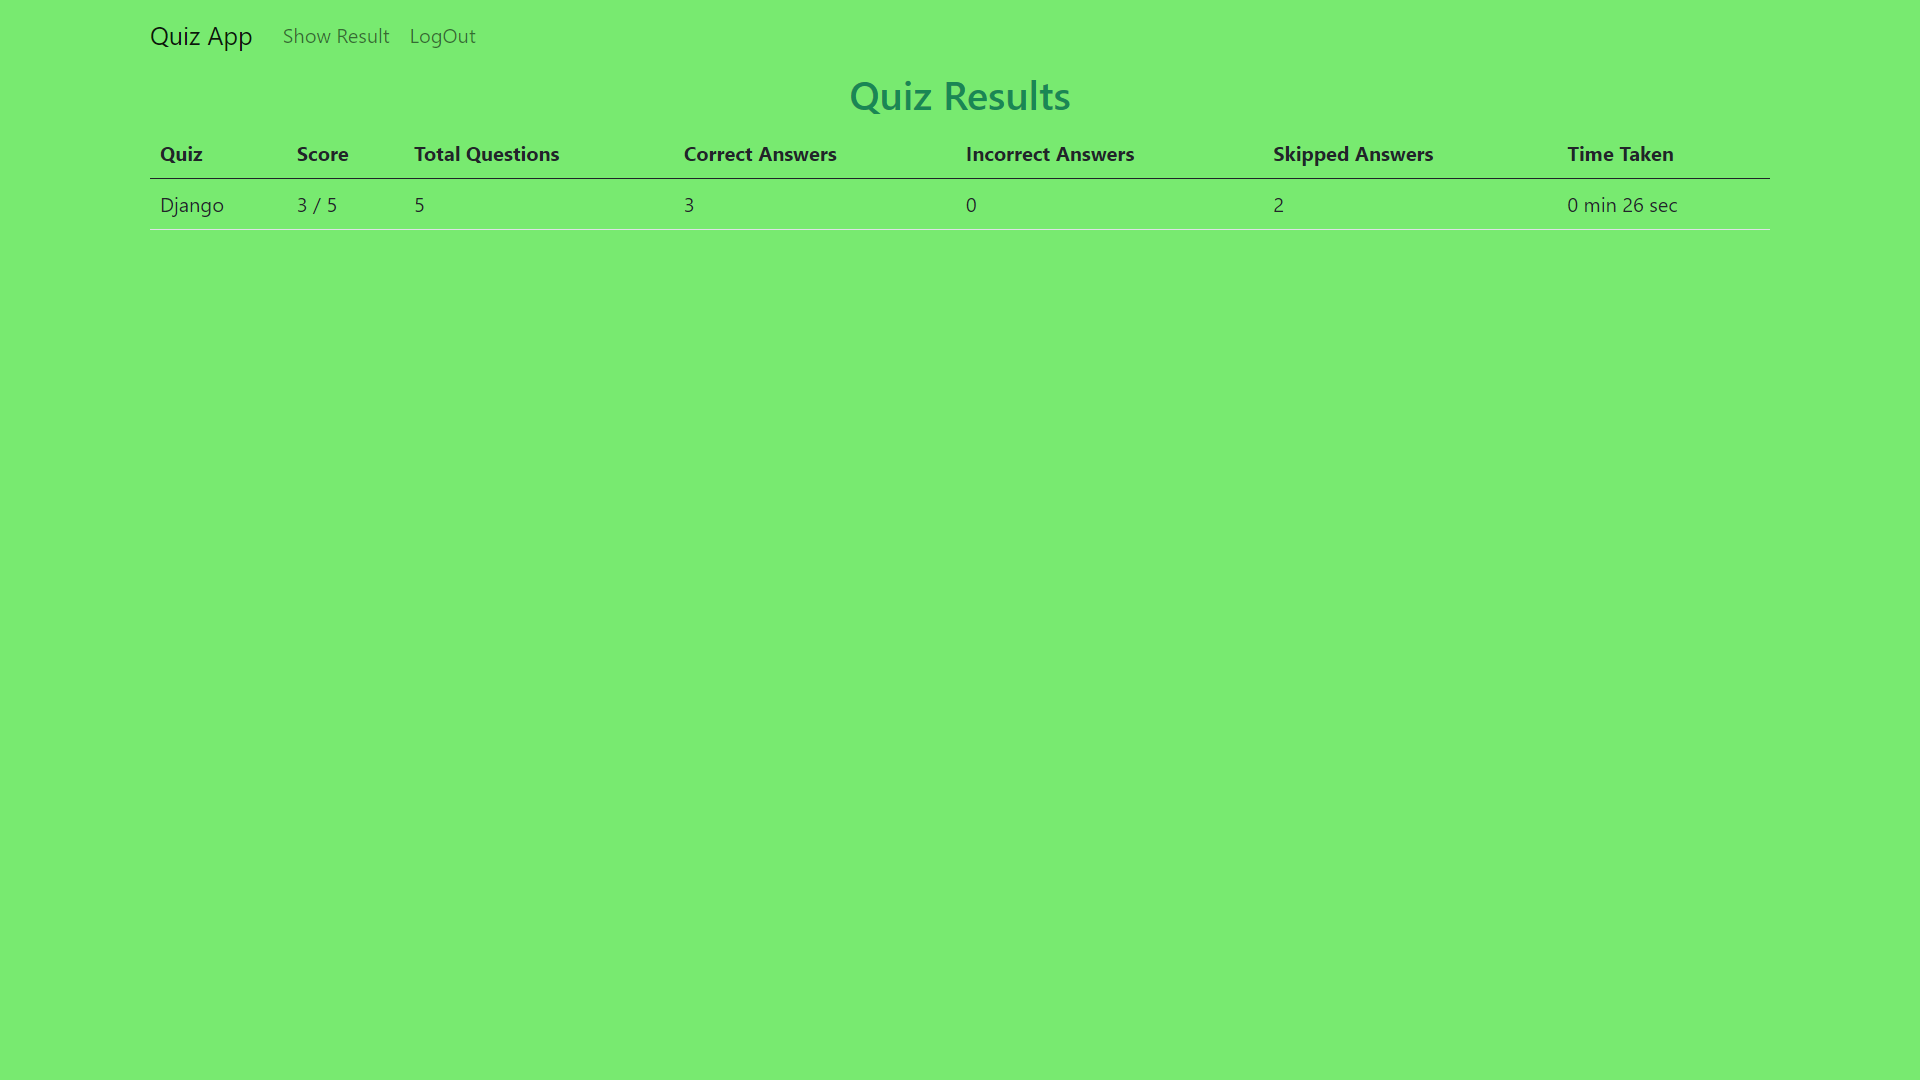 Quiz App Show Result LogOut
Quiz Results
Quiz Score Total Questions Correct Answers Incorrect Answers Skipped Answers Time Taken
Django 3 / 5 5 3 0 2 0 min 26 sec